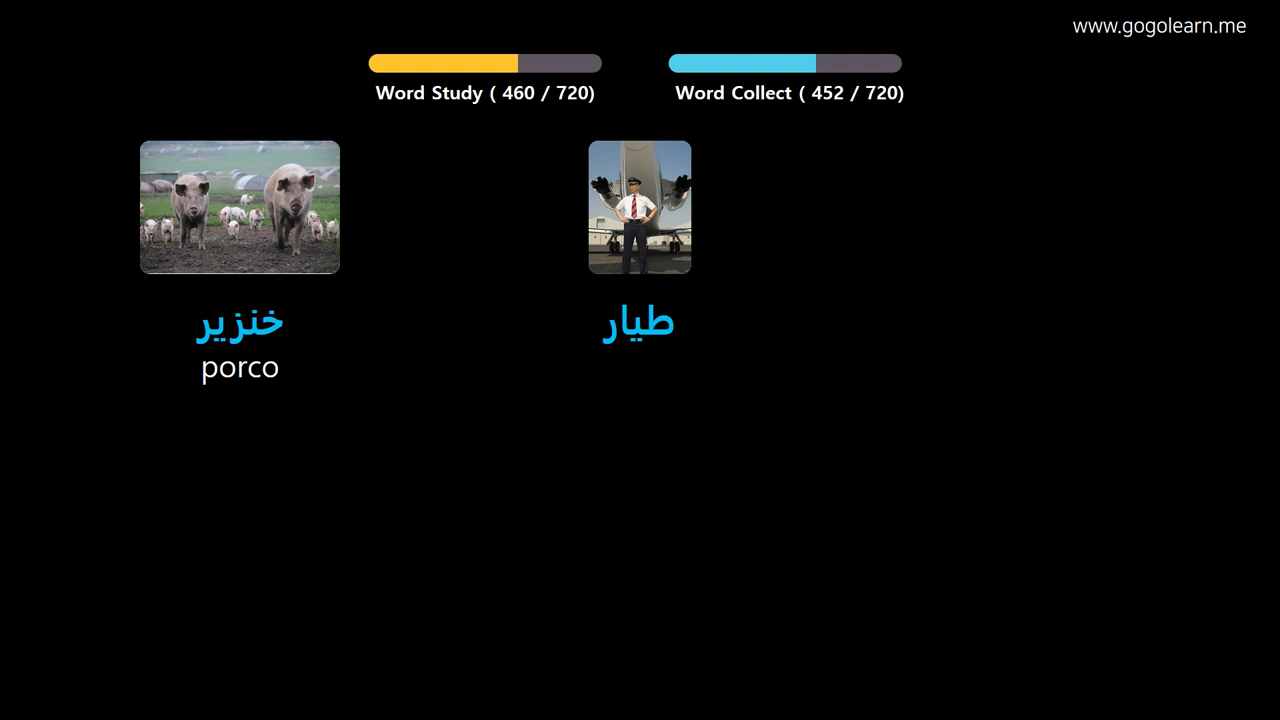 www.gogolearn.me
Word Study ( 460 / 720)
Word Collect ( 452 / 720)
خنزير
porco
طيار